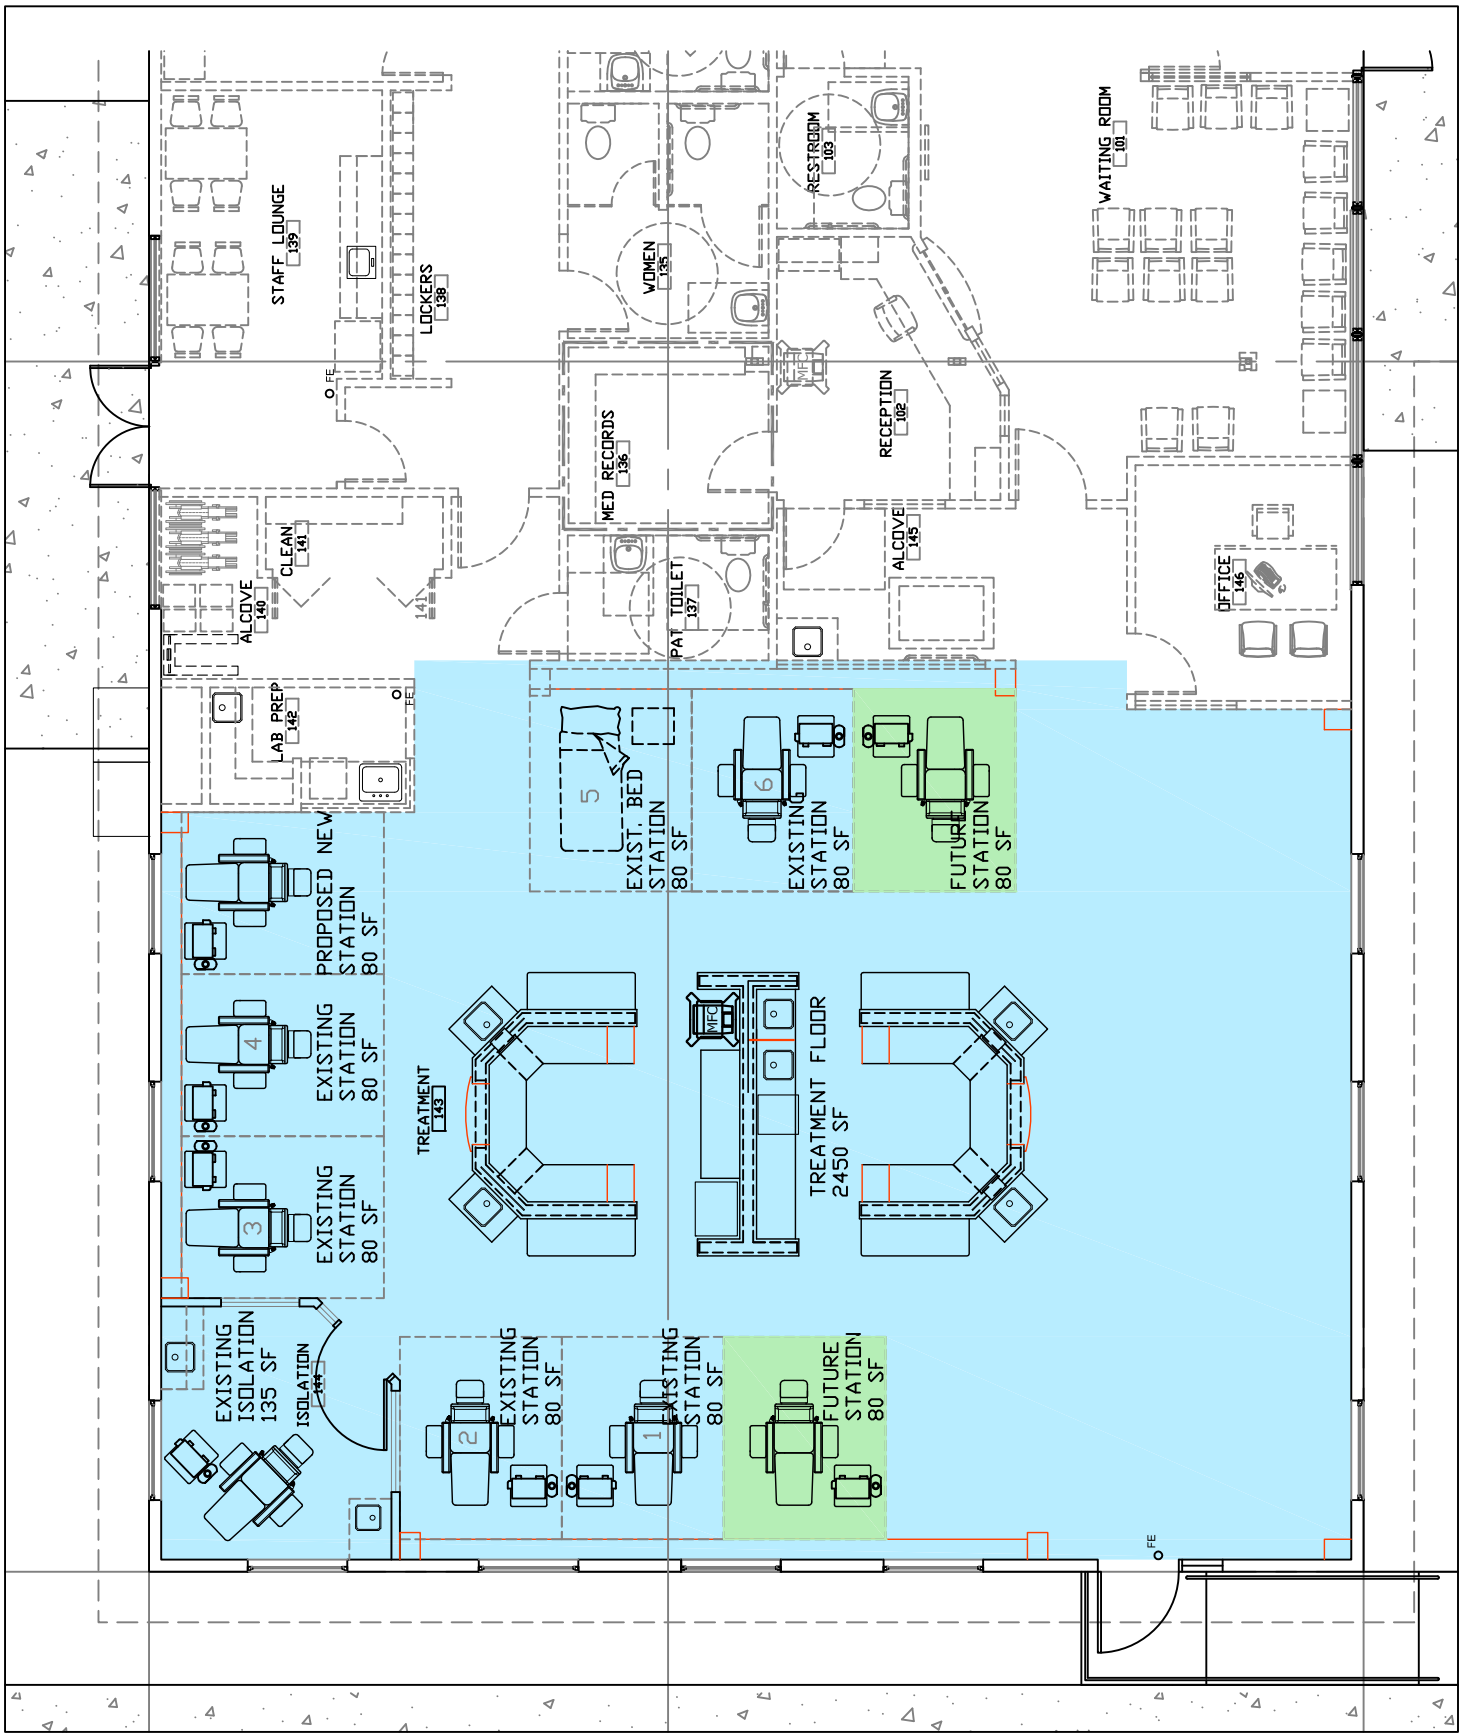 STAFF LOUNGE
139
LOCKERS
138
FE
WOMEN
135
RESTROOM
103
WAITING ROOM
101
MFC
RECEPTION
102
MED RECORDS
136
CLEAN
141
ALCOVE
140
141
PAT TOILET
137
ALCOVE
145
OFFICE
146
LAB PREP
142
FE
5
EXIST. BED
STATION
80 SF
6
EXISTIN
STATION
80 SF
FUTURE
STATION
80 SF
PROPOSED NEW
STATION
80 SF
4
EXISTING
STATION
80 SF
3
EXISTING
STATION
80 SF
TREATMENT
143
MFC
TREATMENT FLOOR
2450 SF
EXISTING
ISOLATION
135 SF
ISOLATION
144
2
EXISTING
STATION
80 SF
1
EXISTING
STATION
80 SF
FUTURE
STATION
80 SF
FE